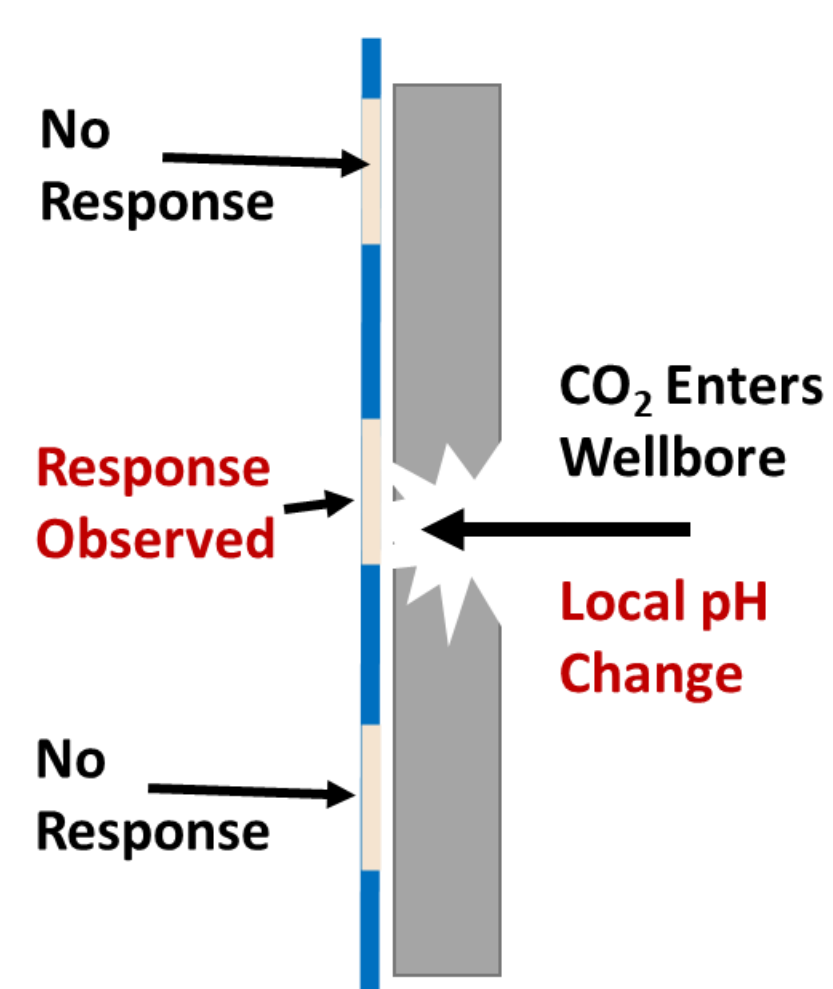 No
Response
CO₂ Enters
Wellbore
Response
Observed
Local pH
Change
No
Response